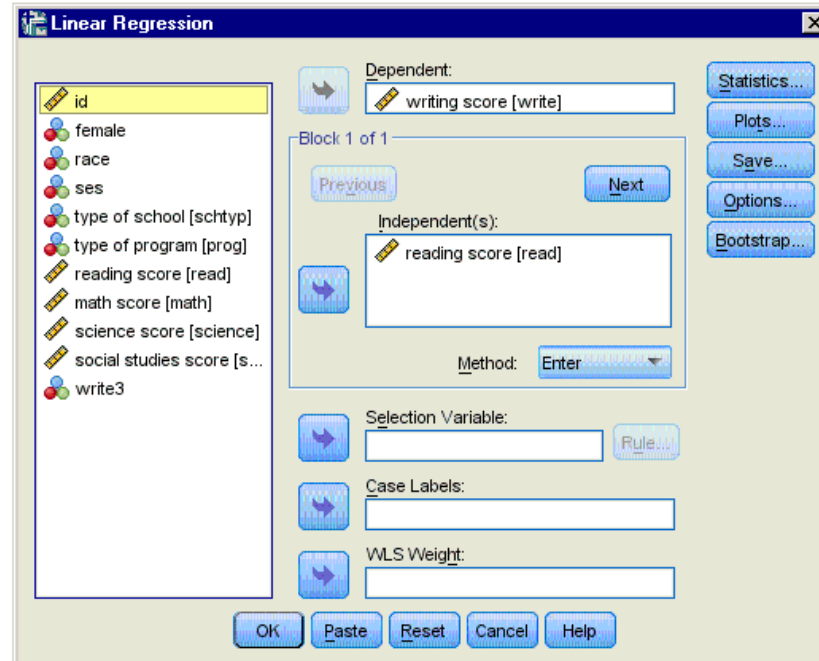 Linear Regression
id
female
race
ses
type of school [schtyp]
type of program [prog]
reading score [read]
math score [math]
science score [science]
social studies score [s...
write3
Dependent:
writing score [write]
Block 1 of 1
Previous
Next
Independent(s):
reading score [read]
Method:
Enter
Selection Variable:
Rule...
Case Labels:
WLS Weight:
Statistics...
Plots...
Save...
Options...
Bootstrap...
OK
Paste
Reset
Cancel
Help